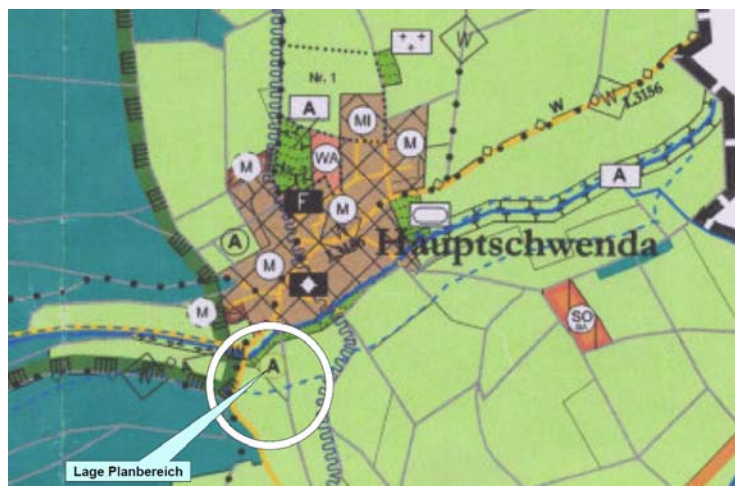 W
Nr. 1
A
MI
W
W
L3156
M
M
WA
A
F
M
A
Hauptschwenda
M
M
SO
A
Lage Planbereich